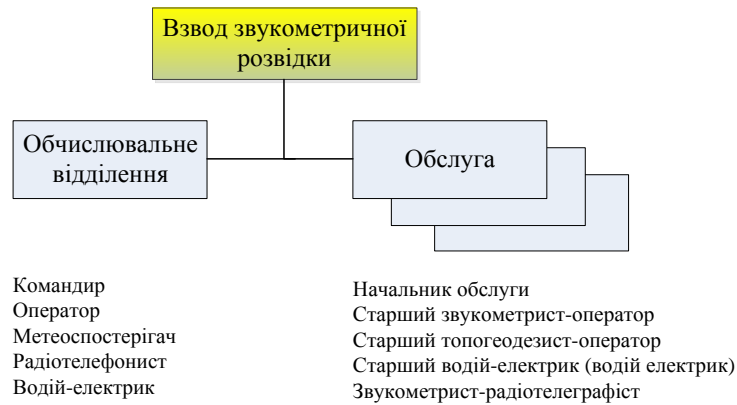 Взвод звукометричної
розвідки
Обчислювальне
відділення
Обслуга
Командир
Оператор
Метеоспостерігач
Радіотелефонист
Водій-електрик
Начальник обслуги
Старший звукометрист-оператор
Старший топогеодезист-оператор
Старший водій-електрик (водій електрик)
Звукометрист-радіотелеграфіст